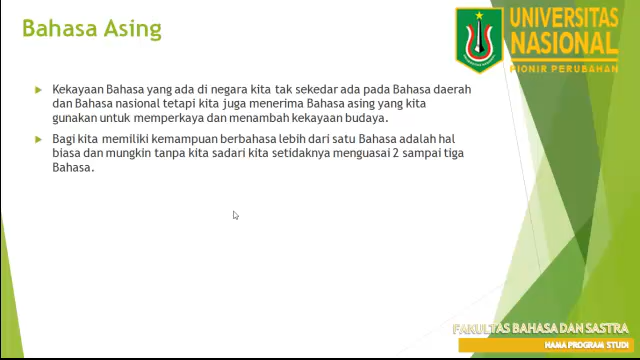 Bahasa Asing
UNIVERSITAS
NASIONAL
PIONIR PERUBAHAN
Kekayaan Bahasa yang ada di negara kita tak sekedar ada pada Bahasa daerah
dan Bahasa nasional tetapi kita juga menerima Bahasa asing yang kita
gunakan untuk memperkaya dan menambah kekayaan budaya.
Bagi kita memiliki kemampuan berbahasa lebih dari satu Bahasa adalah hal
biasa dan mungkin tanpa kita sadari kita setidaknya menguasai 2 sampai tiga
Bahasa.
FAKULTAS BAHASA DAN SASTRA
NAMA PROGRAM STUDI